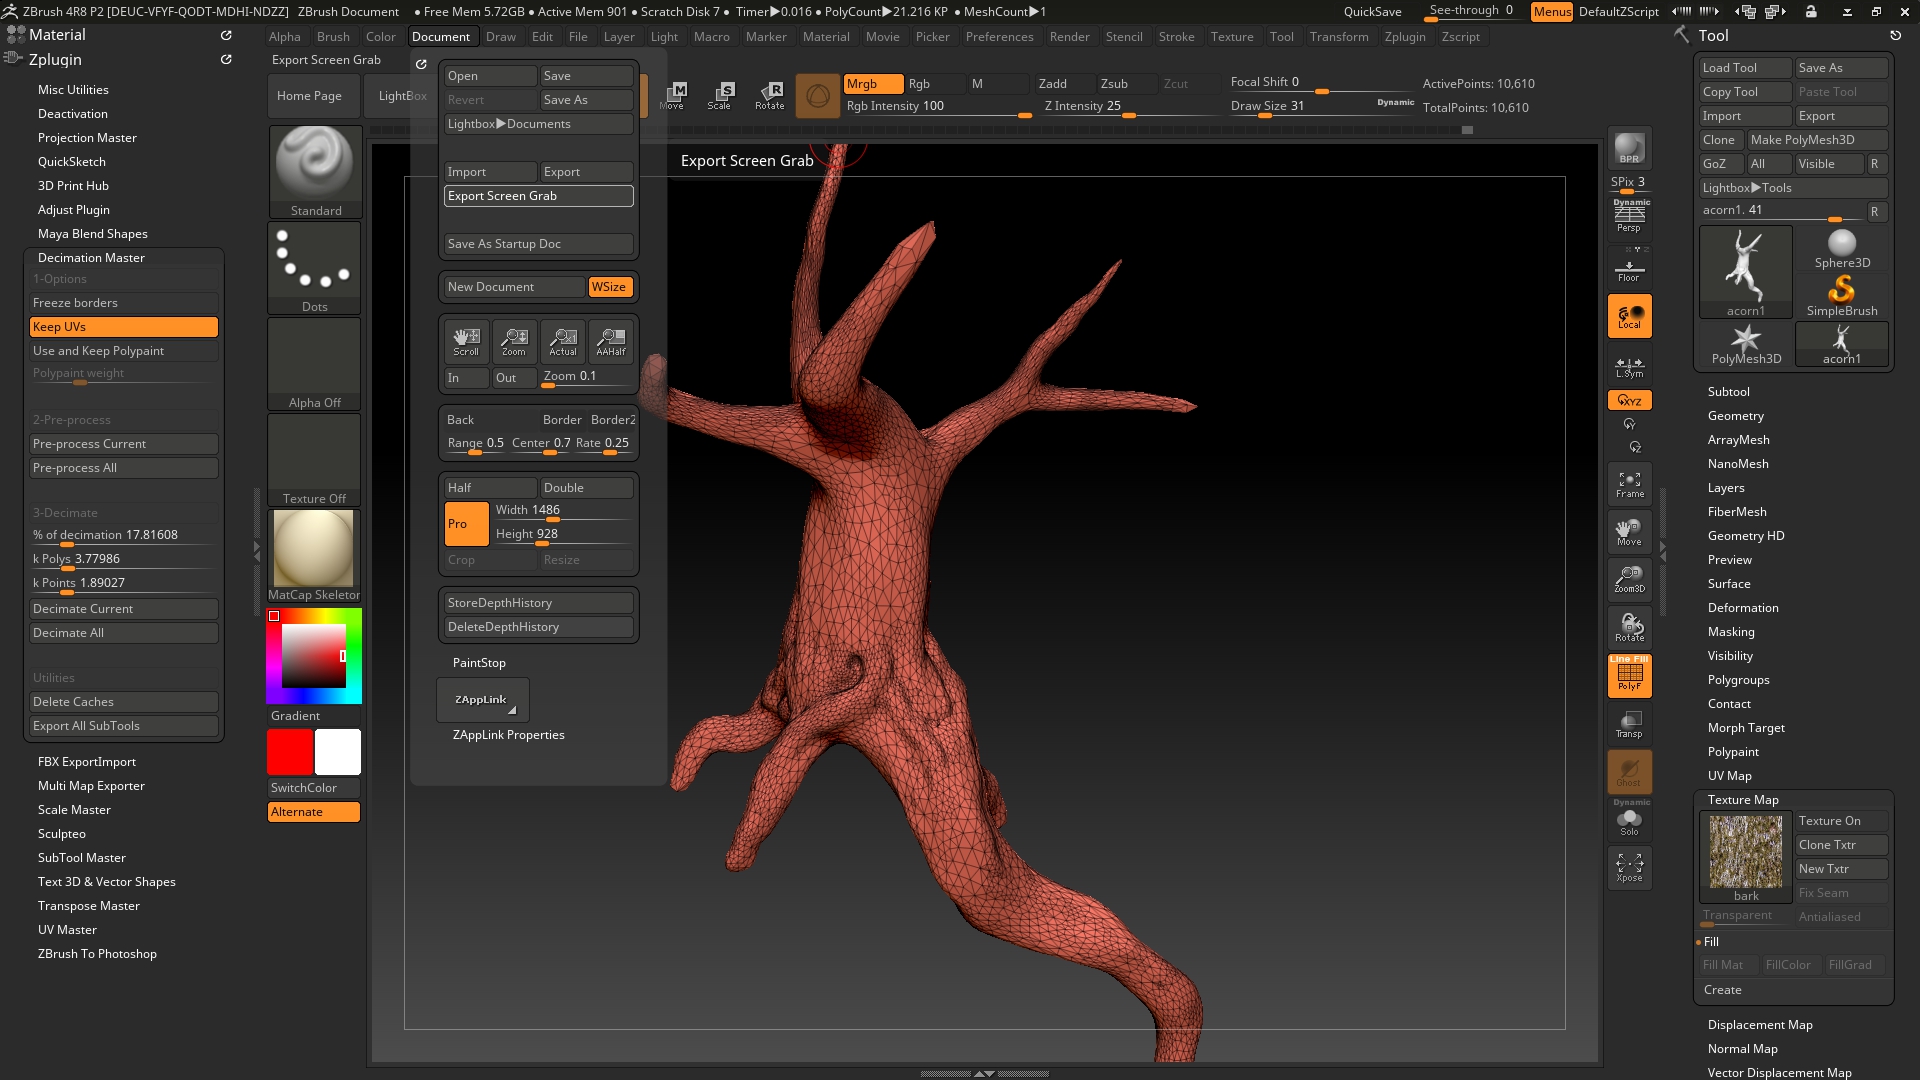 ZBrush 4R8 P2 [DEUC-VFYF-QODT-MDHI-NDZZ] ZBrush Document • Free Mem 5.72GB • Active Mem 901 • Scratch Disk 7 • Timer▶0.016 • PolyCount▶21.216 KP • MeshCount▶1 QuickSave See-through 0 Menus DefaultZScript
Material
Zplugin
Alpha Brush Color Document Draw Edit File Layer Light Macro Marker Material Movie Picker Preferences Render Stencil Stroke Texture Tool Transform Zplugin Zscript
Export Screen Grab
Misc Utilities
Deactivation
Projection Master
QuickSketch
3D Print Hub
Adjust Plugin
Maya Blend Shapes
Decimation Master
1-Options
Freeze borders
Keep UVs
Use and Keep Polypaint
Polypaint weight
2-Pre-process
Pre-process Current
Pre-process All
3-Decimate
% of decimation 17.81608
k Polys 3.77986
k Points 1.89027
Decimate Current
Decimate All
Utilities
Delete Caches
Export All SubTools
FBX ExportImport
Multi Map Exporter
Scale Master
Sculpteo
SubTool Master
Text 3D & Vector Shapes
Transpose Master
UV Master
ZBrush To Photoshop
Home Page
LightBox
Standard
Dots
Alpha Off
Texture Off
MatCap Skeleton
Gradient
SwitchColor
Alternate
Open Save
Revert Save As
Lightbox▶Documents
Import Export
Export Screen Grab
Save As Startup Doc
New Document WSize
Scroll Zoom Actual AAHalf
In Out Zoom 0.1
Back Border Border2
Range 0.5 Center 0.7 Rate 0.25
Half Double
Pro Width 1486
Height 928
Crop Resize
StoreDepthHistory
DeleteDepthHistory
PaintStop
ZAppLink
ZAppLink Properties
Move Scale Rotate
Mrgb Rgb M
Rgb Intensity 100
Zadd Zsub Zcut
Z Intensity 25
Focal Shift 0
Draw Size 31 Dynamic
ActivePoints: 10,610
TotalPoints: 10,610
Export Screen Grab
BPR
SPix 3
Dynamic
Persp
Floor
Local
L.Sym
XYZ
Frame
Move
Zoom3D
Rotate
Line Fill
PolyF
Transp
Ghost
Dynamic
Solo
Xpose
Tool
Load Tool Save As
Copy Tool Paste Tool
Import Export
Clone Make PolyMesh3D
GoZ All Visible R
Lightbox▶Tools
acorn1. 41 R
acorn1
Sphere3D
SimpleBrush
PolyMesh3D
acorn1
Subtool
Geometry
ArrayMesh
NanoMesh
Layers
FiberMesh
Geometry HD
Preview
Surface
Deformation
Masking
Visibility
Polygroups
Contact
Morph Target
Polypaint
UV Map
Texture Map
Texture On
Clone Txtr
New Txtr
bark Fix Seam
Transparent Antialiased
Fill
Fill Mat FillColor FillGrad
Create
Displacement Map
Normal Map
Vector Displacement Map